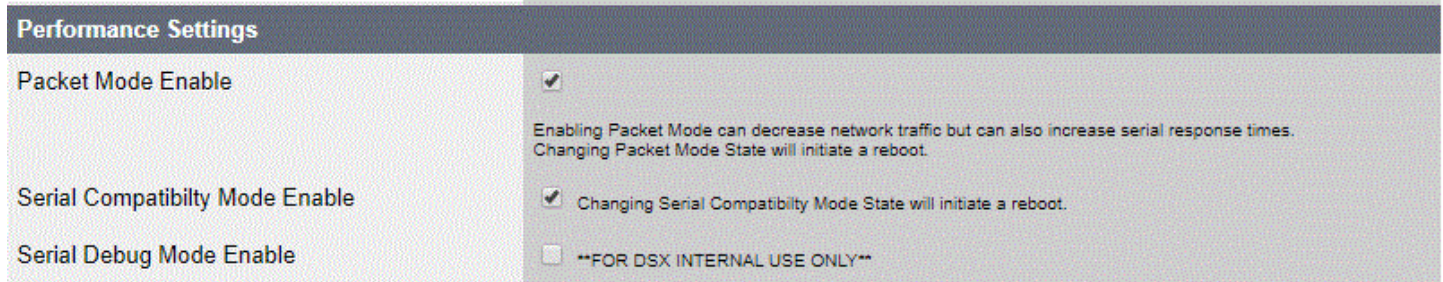 Performance Settings
Packet Mode Enable
Enabling Packet Mode can decrease network traffic but can also increase serial response times.
Changing Packet Mode State will initiate a reboot.
Serial Compatibilty Mode Enable
Changing Serial Compatibilty Mode State will initiate a reboot.
Serial Debug Mode Enable
**FOR DSX INTERNAL USE ONLY**